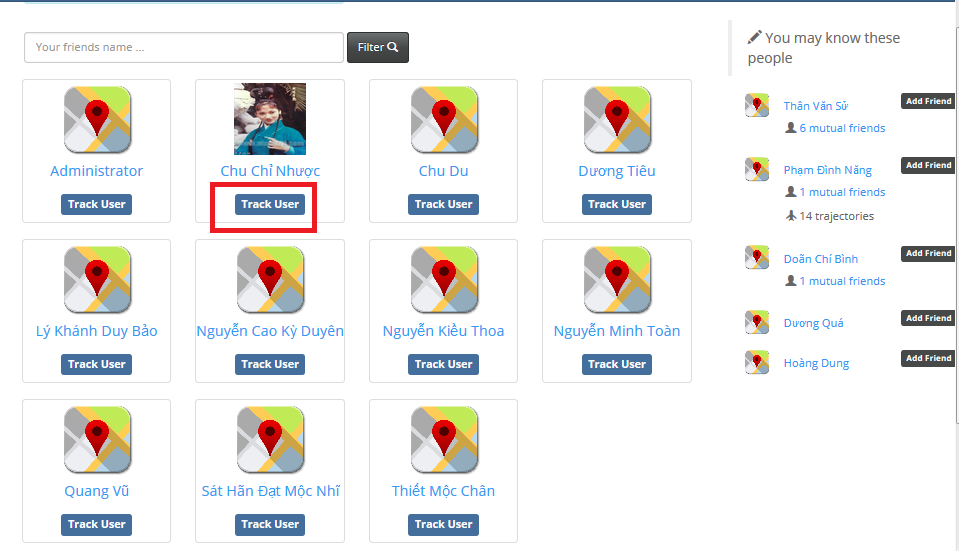 Your friends name ...
Filter
Administrator
Track User
Chu Chỉ Nhược
Track User
Chu Du
Track User
Dương Tiêu
Track User
Lý Khánh Duy Bảo
Track User
Nguyễn Cao Kỳ Duyên
Track User
Nguyễn Kiều Thoa
Track User
Nguyễn Minh Toàn
Track User
Quang Vũ
Track User
Sát Hãn Đạt Mộc Nhĩ
Track User
Thiết Mộc Chân
Track User
You may know these
people
Thân Văn Sử
Add Friend
6 mutual friends
Phạm Đình Năng
Add Friend
1 mutual friends
14 trajectories
Doãn Chí Bình
Add Friend
1 mutual friends
Dương Quá
Add Friend
Hoàng Dung
Add Friend